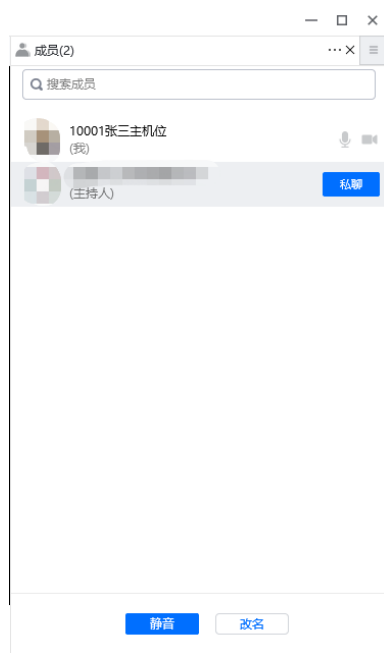 成员(2)
搜索成员
10001张三主机位
(我)
(主持人)
私聊
静音
改名